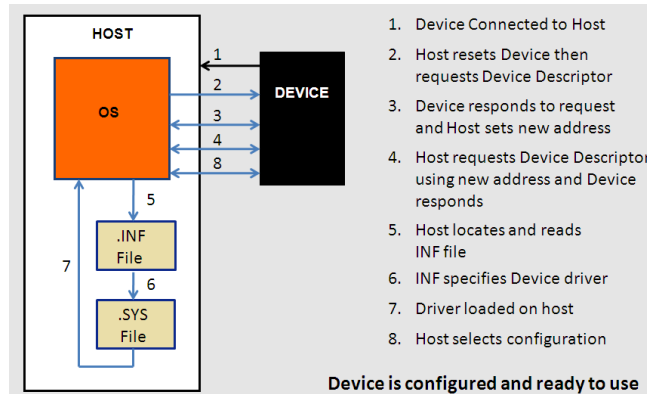 HOST
OS
DEVICE
1
2
3
4
8
5
.INF
File
6
7
.SYS
File
1. Device Connected to Host
2. Host resets Device then
requests Device Descriptor
3. Device responds to request
and Host sets new address
4. Host requests Device Descriptor
using new address and Device
responds
5. Host locates and reads
INF file
6. INF specifies Device driver
7. Driver loaded on host
8. Host selects configuration
Device is configured and ready to use